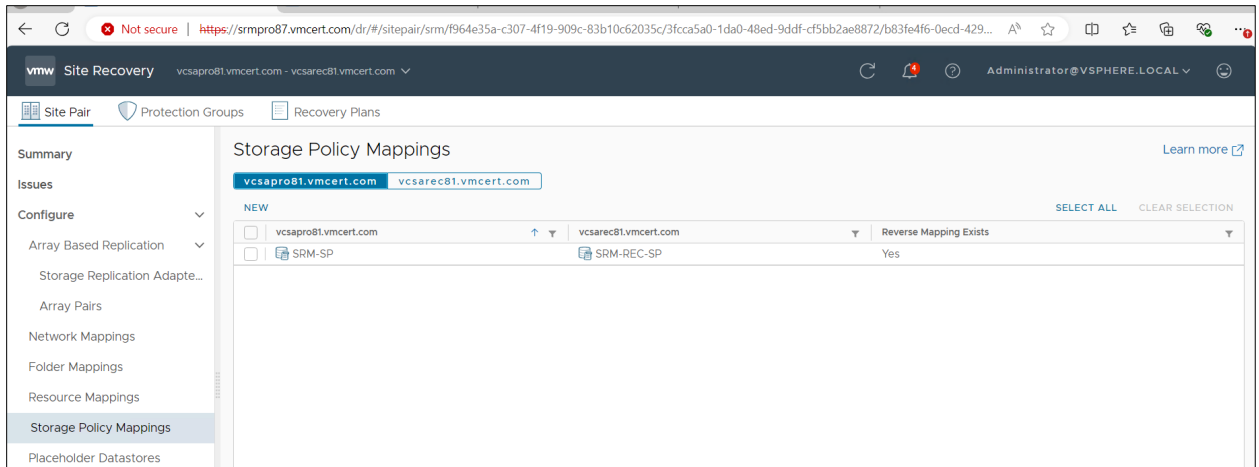 Not secure https://srmpro87.vmcert.com/dr/#/sitepair/srm/f964e35a-c307-4f19-909c-83b10c62035c/3fcca5a0-1da0-48ed-9ddf-cf5bb2ae8872/b83fe4f6-0ecd-429...
vmw Site Recovery vcsapro81.vmcert.com - vcsarec81.vmcert.com 4 Administrator@VSPHERE.LOCAL
Site Pair Protection Groups Recovery Plans
Summary
Issues
Configure
Array Based Replication
Storage Replication Adapte...
Array Pairs
Network Mappings
Folder Mappings
Resource Mappings
Storage Policy Mappings
Placeholder Datastores
Storage Policy Mappings Learn more
vcsapro81.vmcert.com vcsarec81.vmcert.com
NEW SELECT ALL CLEAR SELECTION
vcsapro81.vmcert.com vcsarec81.vmcert.com Reverse Mapping Exists
SRM-SP SRM-REC-SP Yes